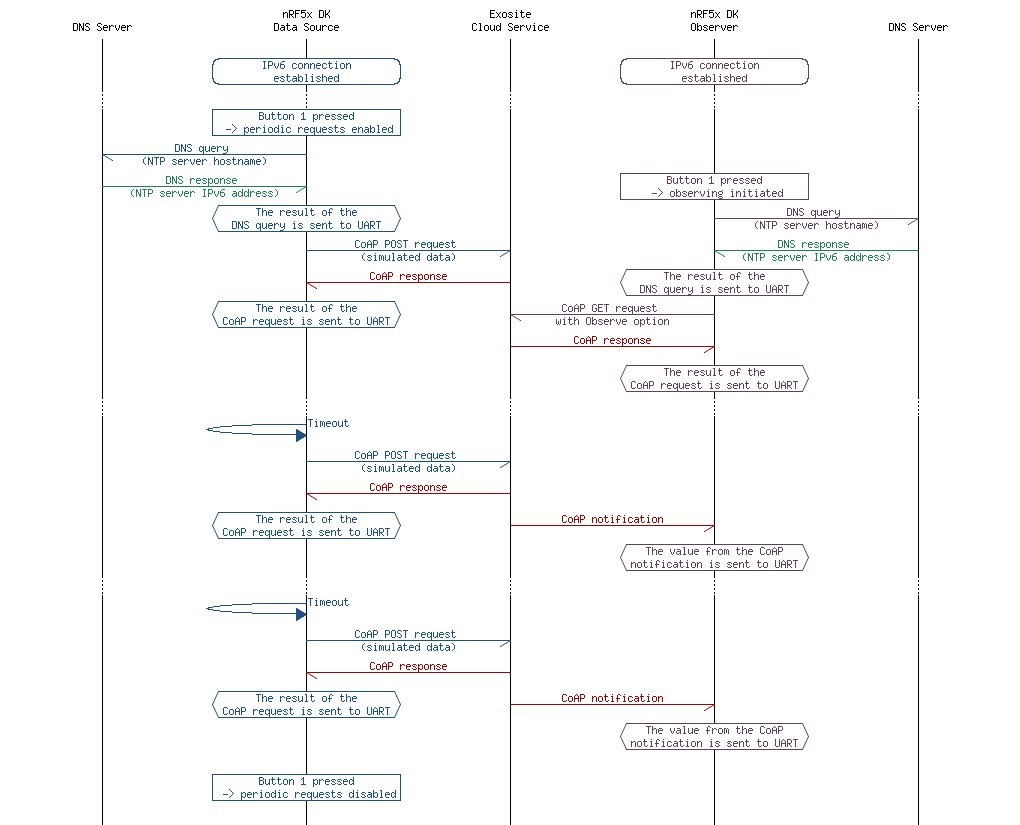 DNS Server
nRF5x DK
Data Source
Exosite
Cloud Service
nRF5x DK
Observer
DNS Server
IPv6 connection
established
IPv6 connection
established
Button 1 pressed
-> periodic requests enabled
DNS query
(NTP server hostname)
DNS response
(NTP server IPv6 address)
Button 1 pressed
-> observing initiated
The result of the
DNS query is sent to UART
DNS query
(NTP server hostname)
CoAP POST request
(simulated data)
DNS response
(NTP server IPv6 address)
CoAP response
The result of the
DNS query is sent to UART
The result of the
CoAP request is sent to UART
CoAP GET request
with Observe option
CoAP response
The result of the
CoAP request is sent to UART
Timeout
CoAP POST request
(simulated data)
CoAP response
The result of the
CoAP request is sent to UART
CoAP notification
The value from the CoAP
notification is sent to UART
Timeout
CoAP POST request
(simulated data)
CoAP response
The result of the
CoAP request is sent to UART
CoAP notification
The value from the CoAP
notification is sent to UART
Button 1 pressed
-> periodic requests disabled